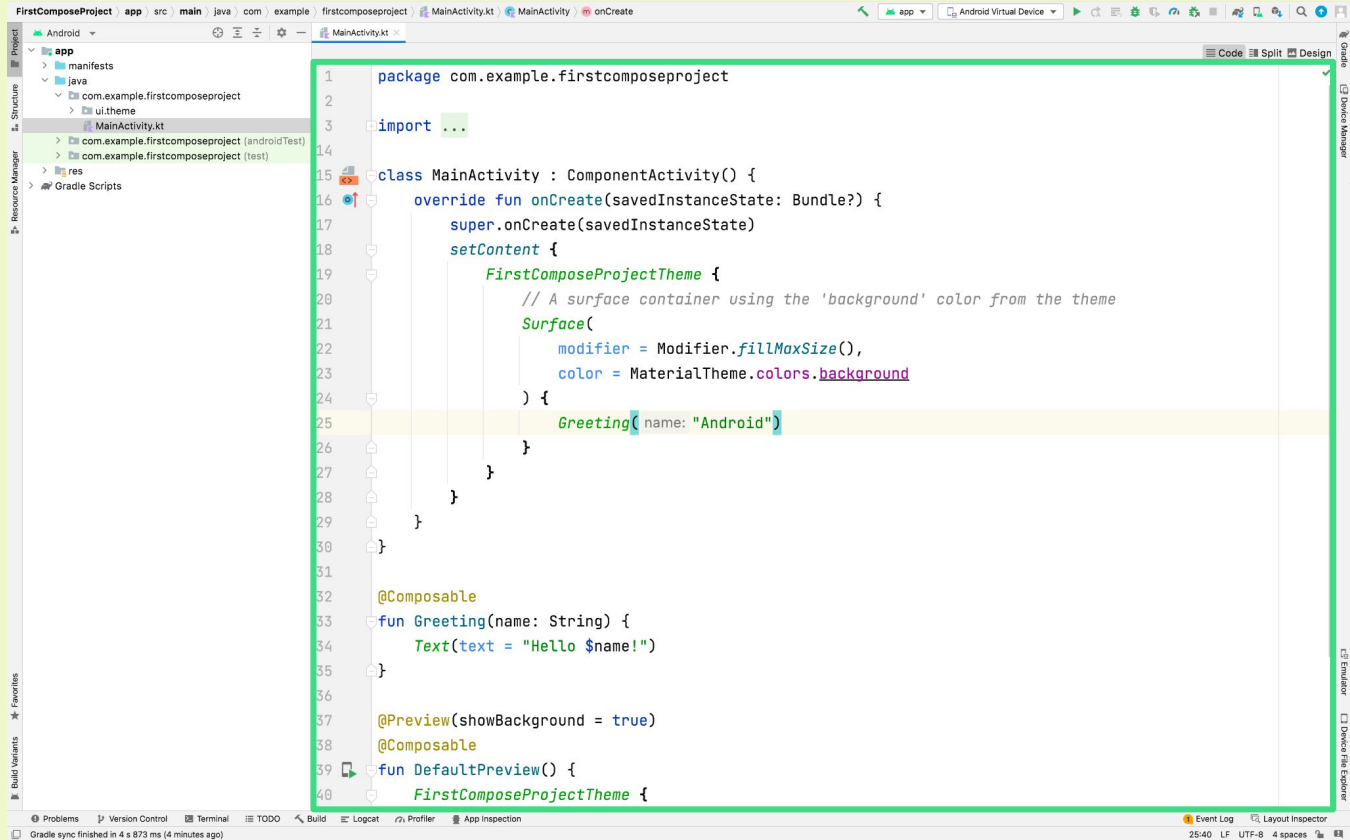 FirstComposeProject app src main java com example firstcomposeproject MainActivity.kt MainActivity onCreate
app Android Virtual Device
Project
Android
MainActivity.kt
Gradle
Code Split Design
app
manifests
java
com.example.firstcomposeproject
ui.theme
MainActivity.kt
com.example.firstcomposeproject (androidTest)
com.example.firstcomposeproject (test)
res
Gradle Scripts
Structure
Resource Manager
Favorites
Build Variants
1 package com.example.firstcomposeproject
2
3 import ...
14
15 class MainActivity : ComponentActivity() {
16 override fun onCreate(savedInstanceState: Bundle?) {
17 super.onCreate(savedInstanceState)
18 setContent {
19 FirstComposeProjectTheme {
20 // A surface container using the 'background' color from the theme
21 Surface(
22 modifier = Modifier.fillMaxSize(),
23 color = MaterialTheme.colors.background
24 ) {
25 Greeting( name: "Android")
26 }
27 }
28 }
29 }
30 }
31
32 @Composable
33 fun Greeting(name: String) {
34 Text(text = "Hello $name!")
35 }
36
37 @Preview(showBackground = true)
38 @Composable
39 fun DefaultPreview() {
40 FirstComposeProjectTheme {
Device Manager
Emulator
Device File Explorer
Problems Version Control Terminal TODO Build Logcat Profiler App Inspection
1 Event Log Layout Inspector
Gradle sync finished in 4 s 873 ms (4 minutes ago)
25:40 LF UTF-8 4 spaces